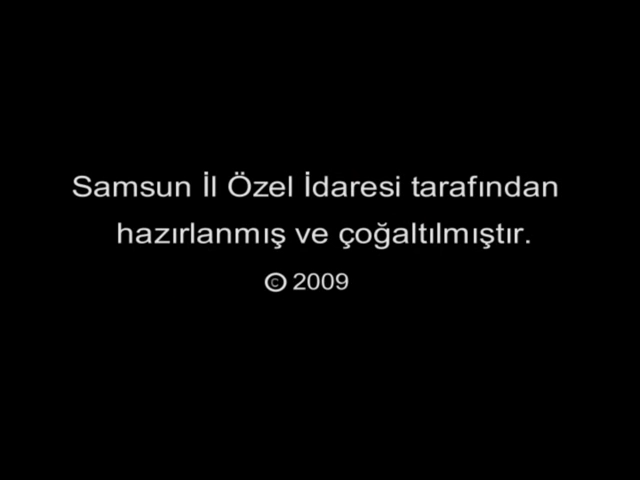 Samsun İl Özel İdaresi tarafından
hazırlanmış ve çoğaltılmıştır.
© 2009